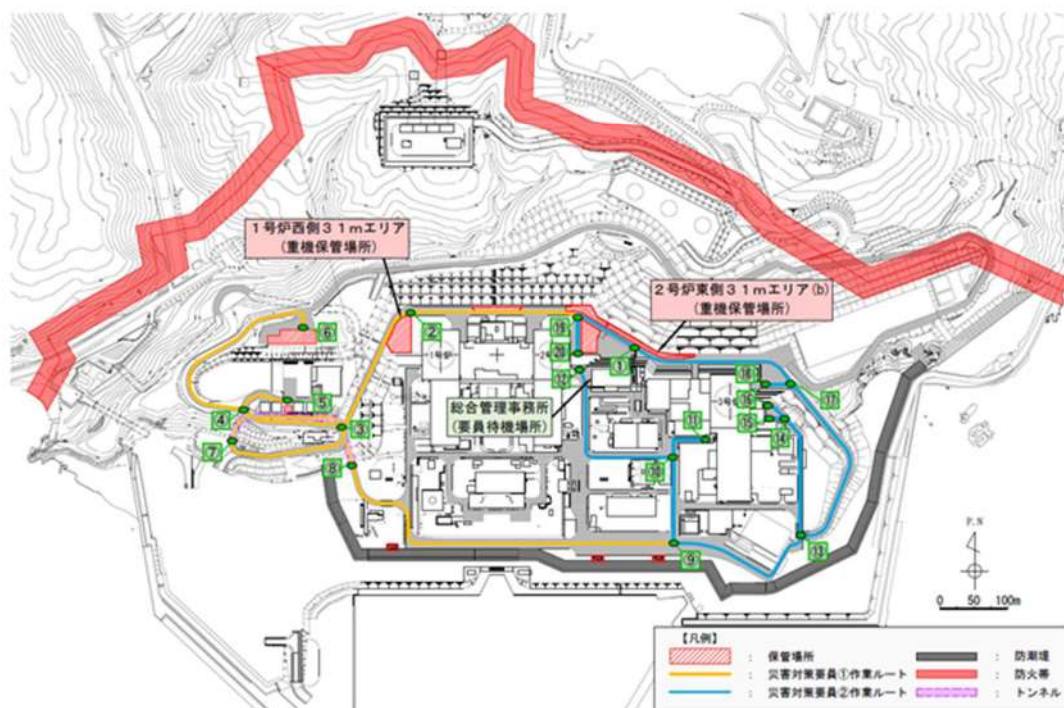 1号炉西側31mエリア
(重機保管場所)
2号炉東側31mエリア(b)
(重機保管場所)
総合管理事務所
(要員待機場所)
⑥
②
⑲
⑳
①
⑫
⑱
⑰
⑯
⑮
⑭
⑤
④
③
⑪
⑦
⑧
⑩
⑨
⑬
P.N
0 50 100m
【凡例】
: 保管場所
: 防潮堤
: 災害対策要員①作業ルート
: 防火帯
: 災害対策要員②作業ルート
: トンネル